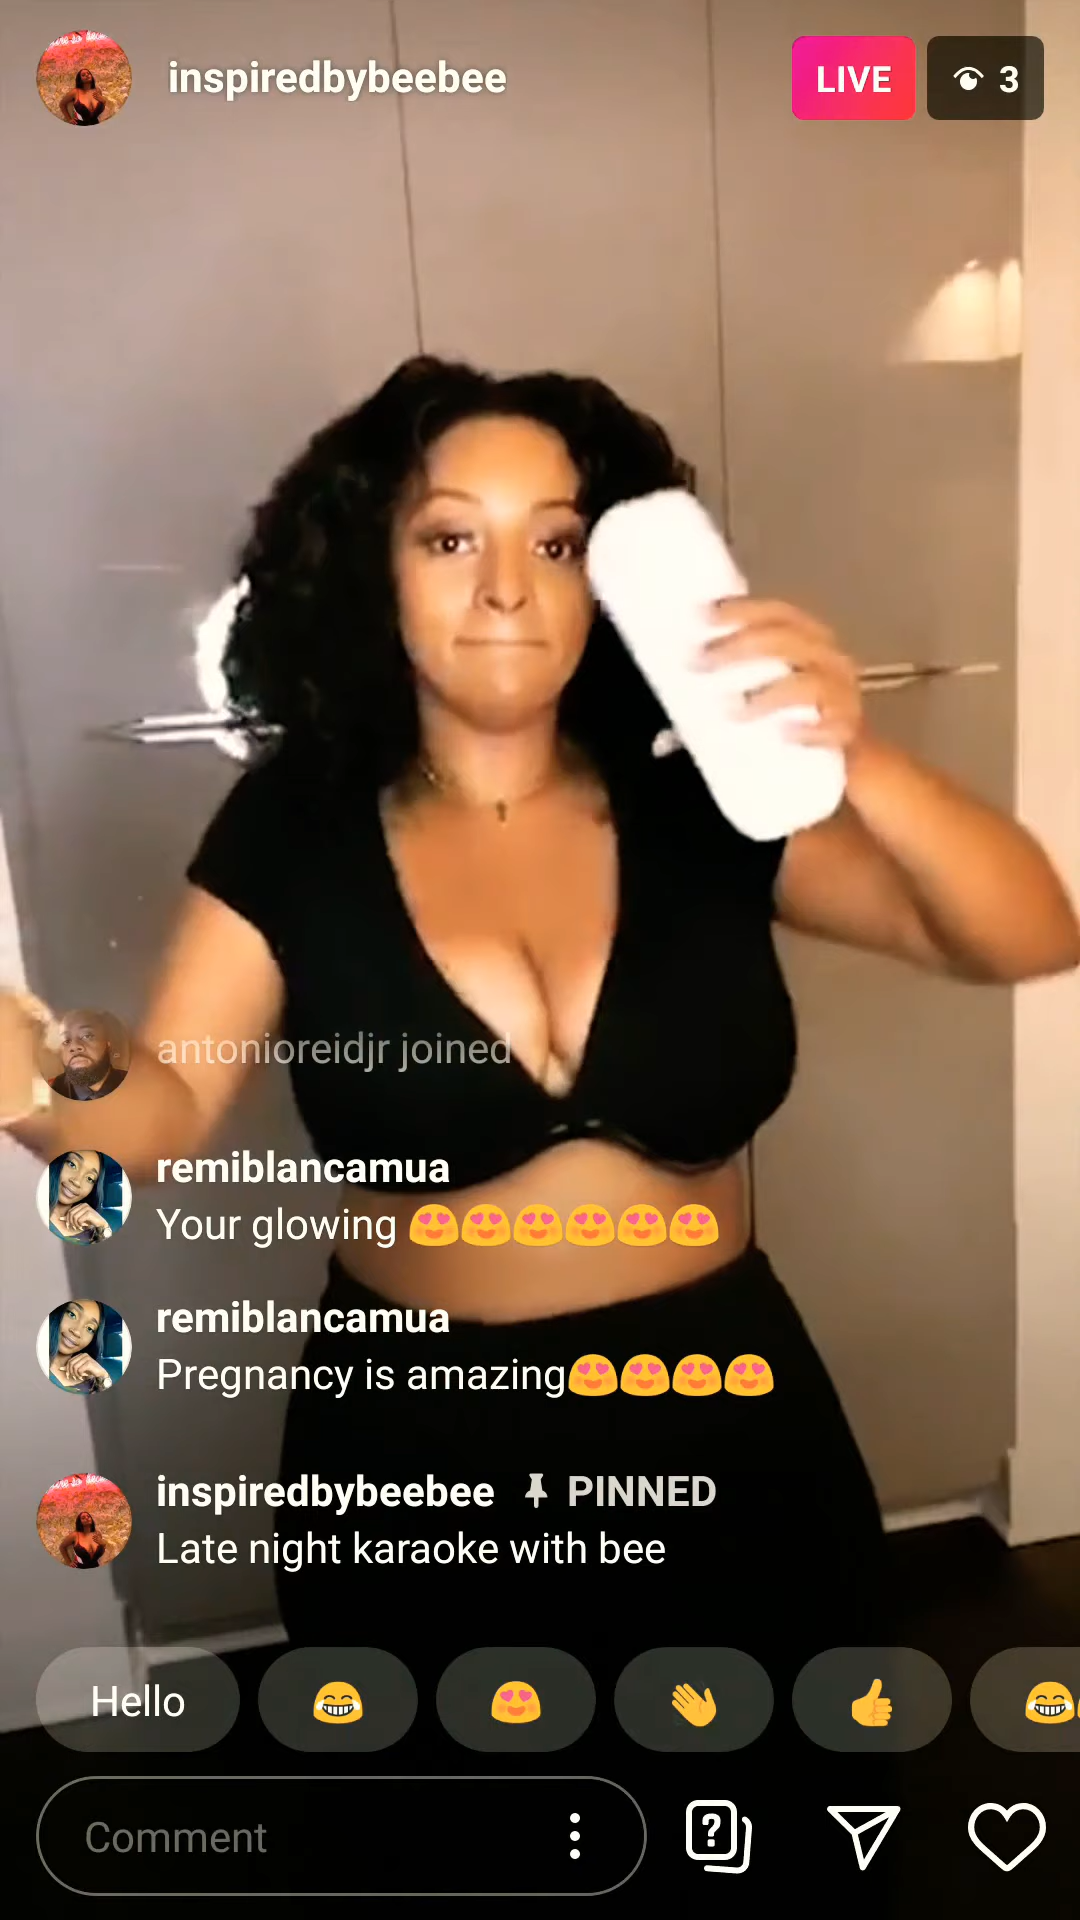 inspiredbybeebee
LIVE
3
antonioreidjr joined
remiblancamua
Your glowing 😍😍😍😍😍😍
remiblancamua
Pregnancy is amazing😍😍😍😍
inspiredbybeebee PINNED
Late night karaoke with bee
Hello 😂 😍 👋 👍 😂
Comment